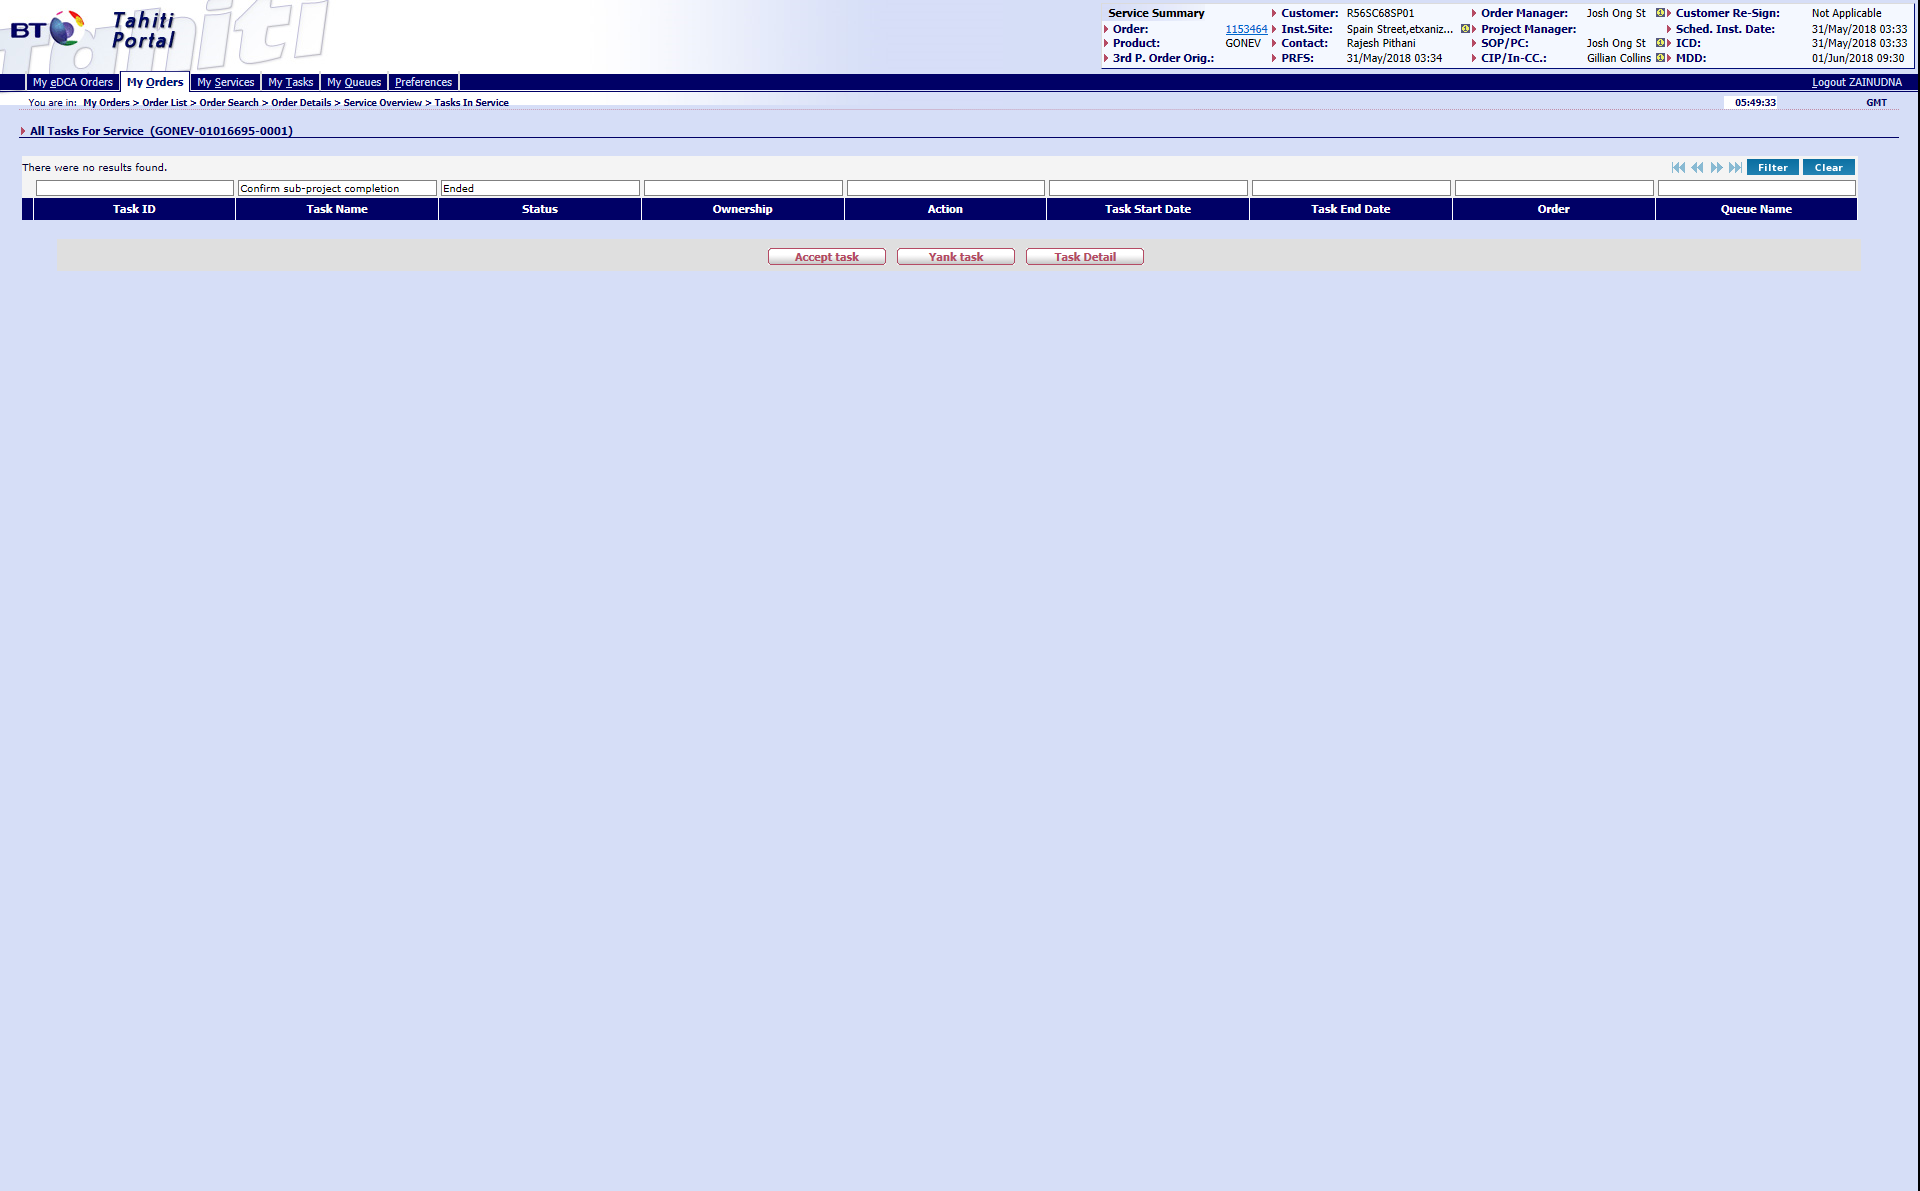 BT Tahiti Portal
Tahiti
Service Summary
Customer: R56SC68SP01
Order Manager: Josh Ong St
Customer Re-Sign: Not Applicable
Order: 1153464
Inst.Site: Spain Street,etxaniz...
Project Manager:
Sched. Inst. Date: 31/May/2018 03:33
Product: GONEV
Contact: Rajesh Pithani
SOP/PC: Josh Ong St
ICD: 31/May/2018 03:33
3rd P. Order Orig.:
PRFS: 31/May/2018 03:34
CIP/In-CC.: Gillian Collins
MDD: 01/Jun/2018 09:30
My eDCA Orders My Orders My Services My Tasks My Queues Preferences Logout ZAINUDNA
You are in: My Orders > Order List > Order Search > Order Details > Service Overview > Tasks In Service 05:49:33 GMT
All Tasks For Service (GONEV-01016695-0001)
There were no results found. Filter Clear
Confirm sub-project completion Ended
Task ID Task Name Status Ownership Action Task Start Date Task End Date Order Queue Name
Accept task Yank task Task Detail